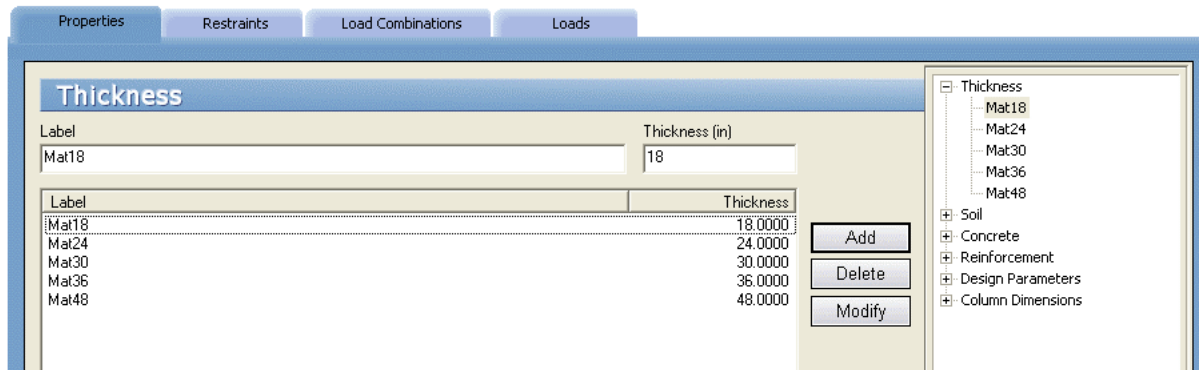 Properties
Restraints
Load Combinations
Loads
Thickness
Label
Thickness (in)
Mat18
18
Label Thickness
Mat18 18.0000
Mat24 24.0000
Mat30 30.0000
Mat36 36.0000
Mat48 48.0000
Add
Delete
Modify
Thickness
Mat18
Mat24
Mat30
Mat36
Mat48
Soil
Concrete
Reinforcement
Design Parameters
Column Dimensions